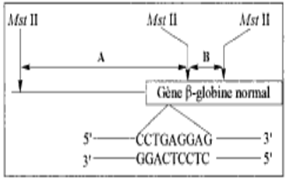 Mst II Mst II Mst II
A B
Gène β-globine normal
5' CCTGAGGAG 3'
3' GGACTCCTC 5'